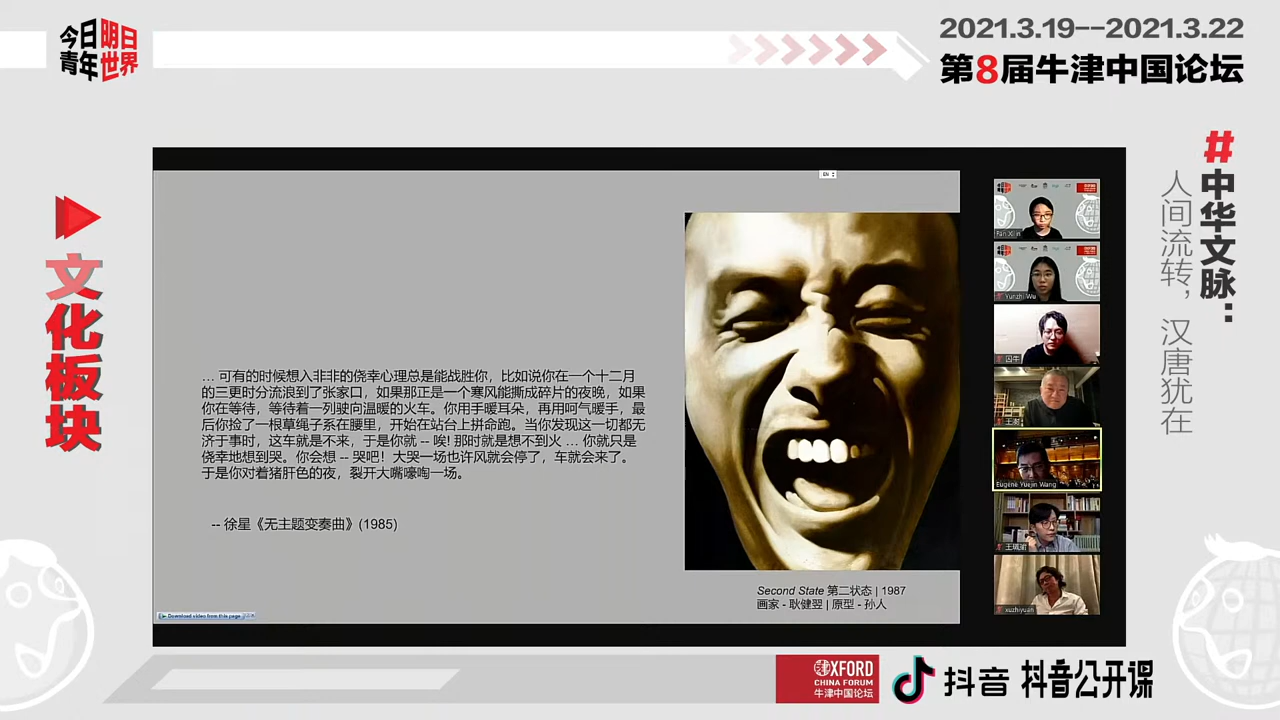 今日明日
青年世界
2021.3.19--2021.3.22
第8届牛津中国论坛
文化板块
#中华文脉：
人间流转，汉唐犹在
EN
… 可有的时候想入非非的侥幸心理总是能战胜你，比如说你在一个十二月
的三更时分流浪到了张家口，如果那正是一个寒风能撕成碎片的夜晚，如果
你在等待，等待着一列驶向温暖的火车。你用手暖耳朵，再用呵气暖手，最
后你捡了一根草绳子系在腰里，开始在站台上拼命跑。当你发现这一切都无
济于事时，这车就是不来，于是你就 -- 唉! 那时就是想不到火 … 你就只是
侥幸地想到哭。你会想 -- 哭吧！大哭一场也许风就会停了，车就会来了。
于是你对着猪肝色的夜，裂开大嘴嚎啕一场。
-- 徐星《无主题变奏曲》(1985)
Second State 第二状态 | 1987
画家 - 耿健翌 | 原型 - 孙人
Download video from this page
Fan Xi in
Yunzhi Wu
囚牛
王澍
Eugene Yuejin Wang
xuzhiyuan
OXFORD
CHINA FORUM
牛津中国论坛
抖音 抖音公开课